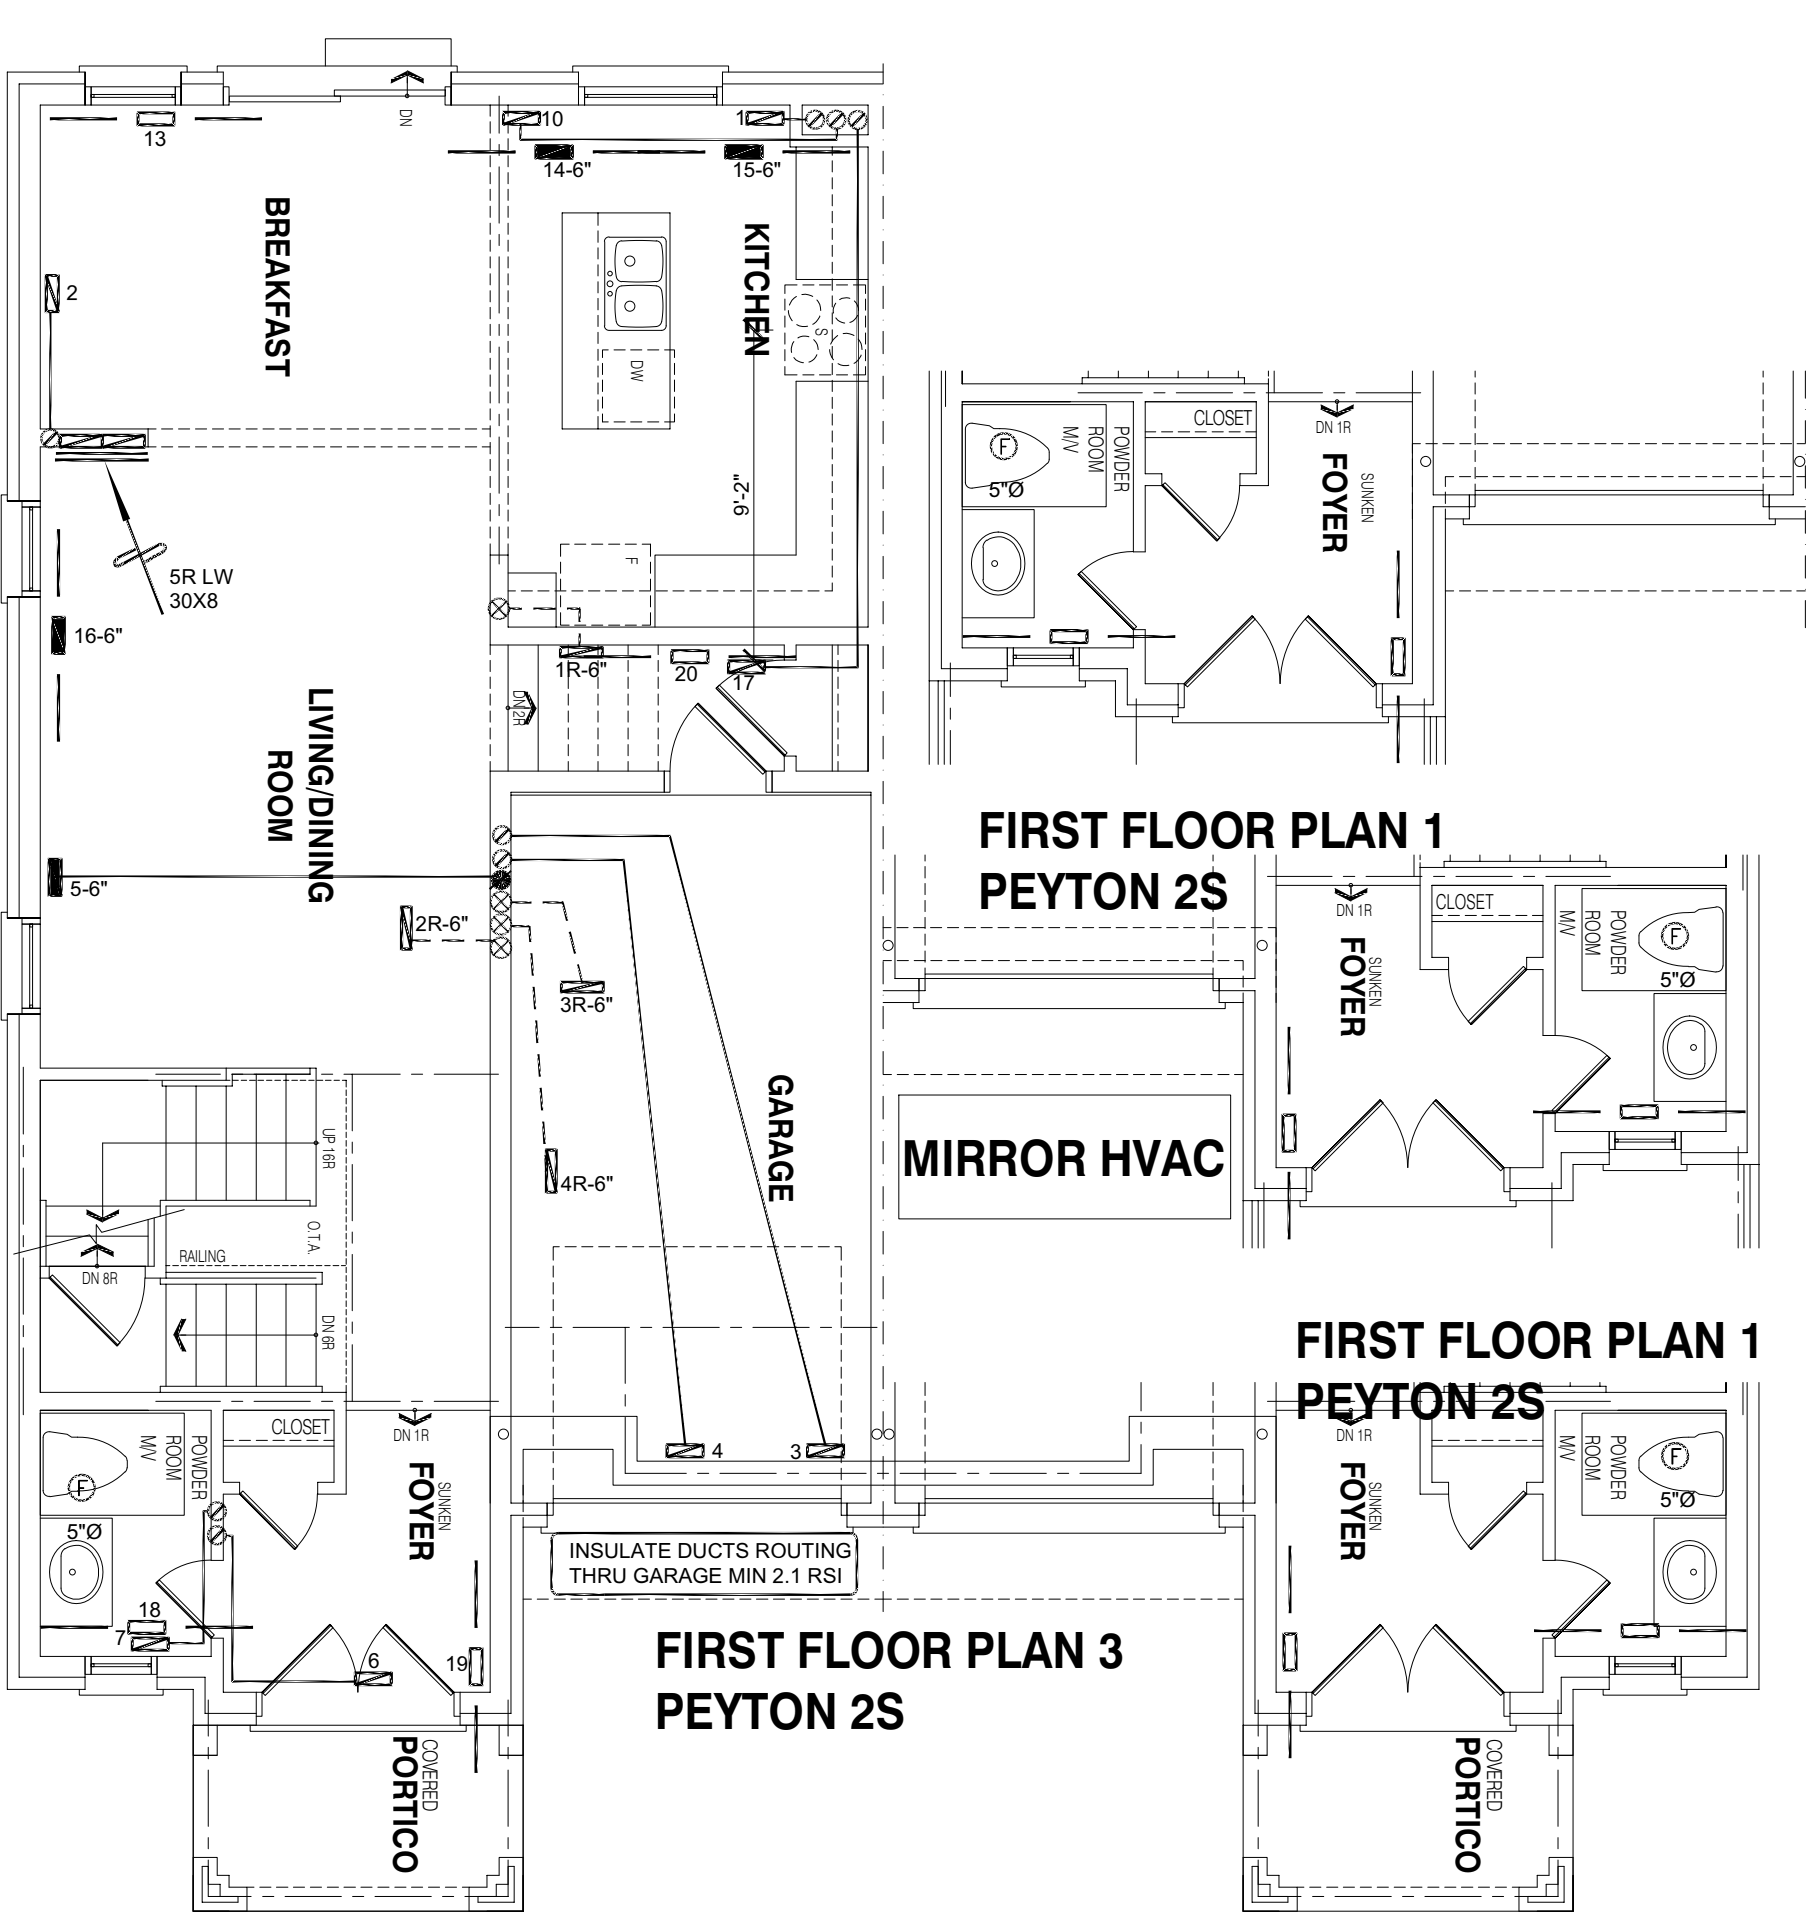 DN
10
1
13
14-6"
15-6"
BREAKFAST
KITCHEN
2
S
DW
9'-2"
F
5R LW
30X8
16-6"
1R-6"
20
17
DN 2R
LIVING/DINING
ROOM
5-6"
2R-6"
3R-6"
4R-6"
GARAGE
UP 16R
O.T.A.
RAILING
DN 8R
DN 6R
CLOSET
DN 1R
POWDER
ROOM
M/V
F
5"Ø
SUNKEN
FOYER
18
7
6
19
4
3
INSULATE DUCTS ROUTING
THRU GARAGE MIN 2.1 RSI
COVERED
PORTICO
FIRST FLOOR PLAN 3
PEYTON 2S
CLOSET
DN 1R
POWDER
ROOM
M/V
F
5"Ø
SUNKEN
FOYER
FIRST FLOOR PLAN 1
PEYTON 2S
CLOSET
DN 1R
POWDER
ROOM
M/V
F
5"Ø
SUNKEN
FOYER
MIRROR HVAC
FIRST FLOOR PLAN 1
PEYTON 2S
DN 1R
POWDER
ROOM
M/V
F
5"Ø
SUNKEN
FOYER
COVERED
PORTICO